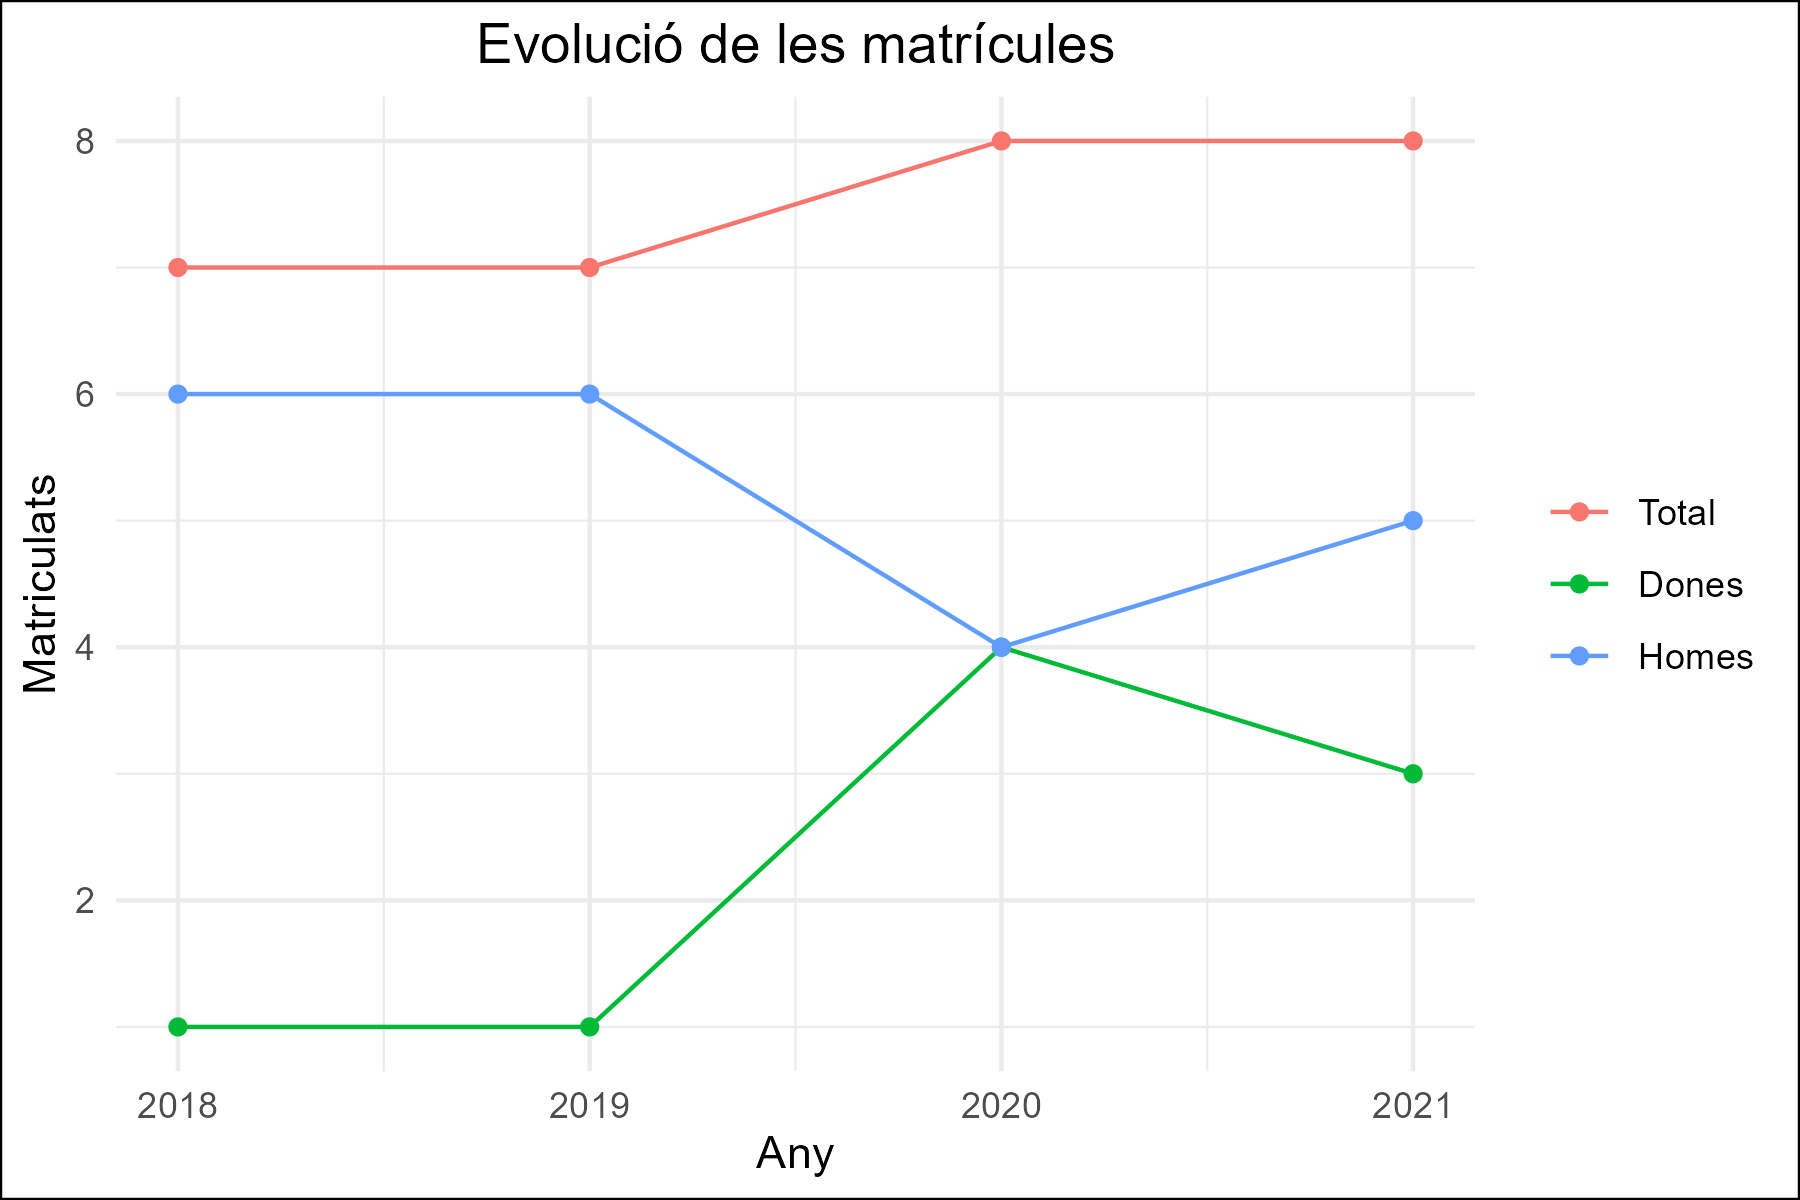 Evolució de les matrícules
Matriculats
8
6
4
2
2018
2019
2020
2021
Any
Total
Dones
Homes